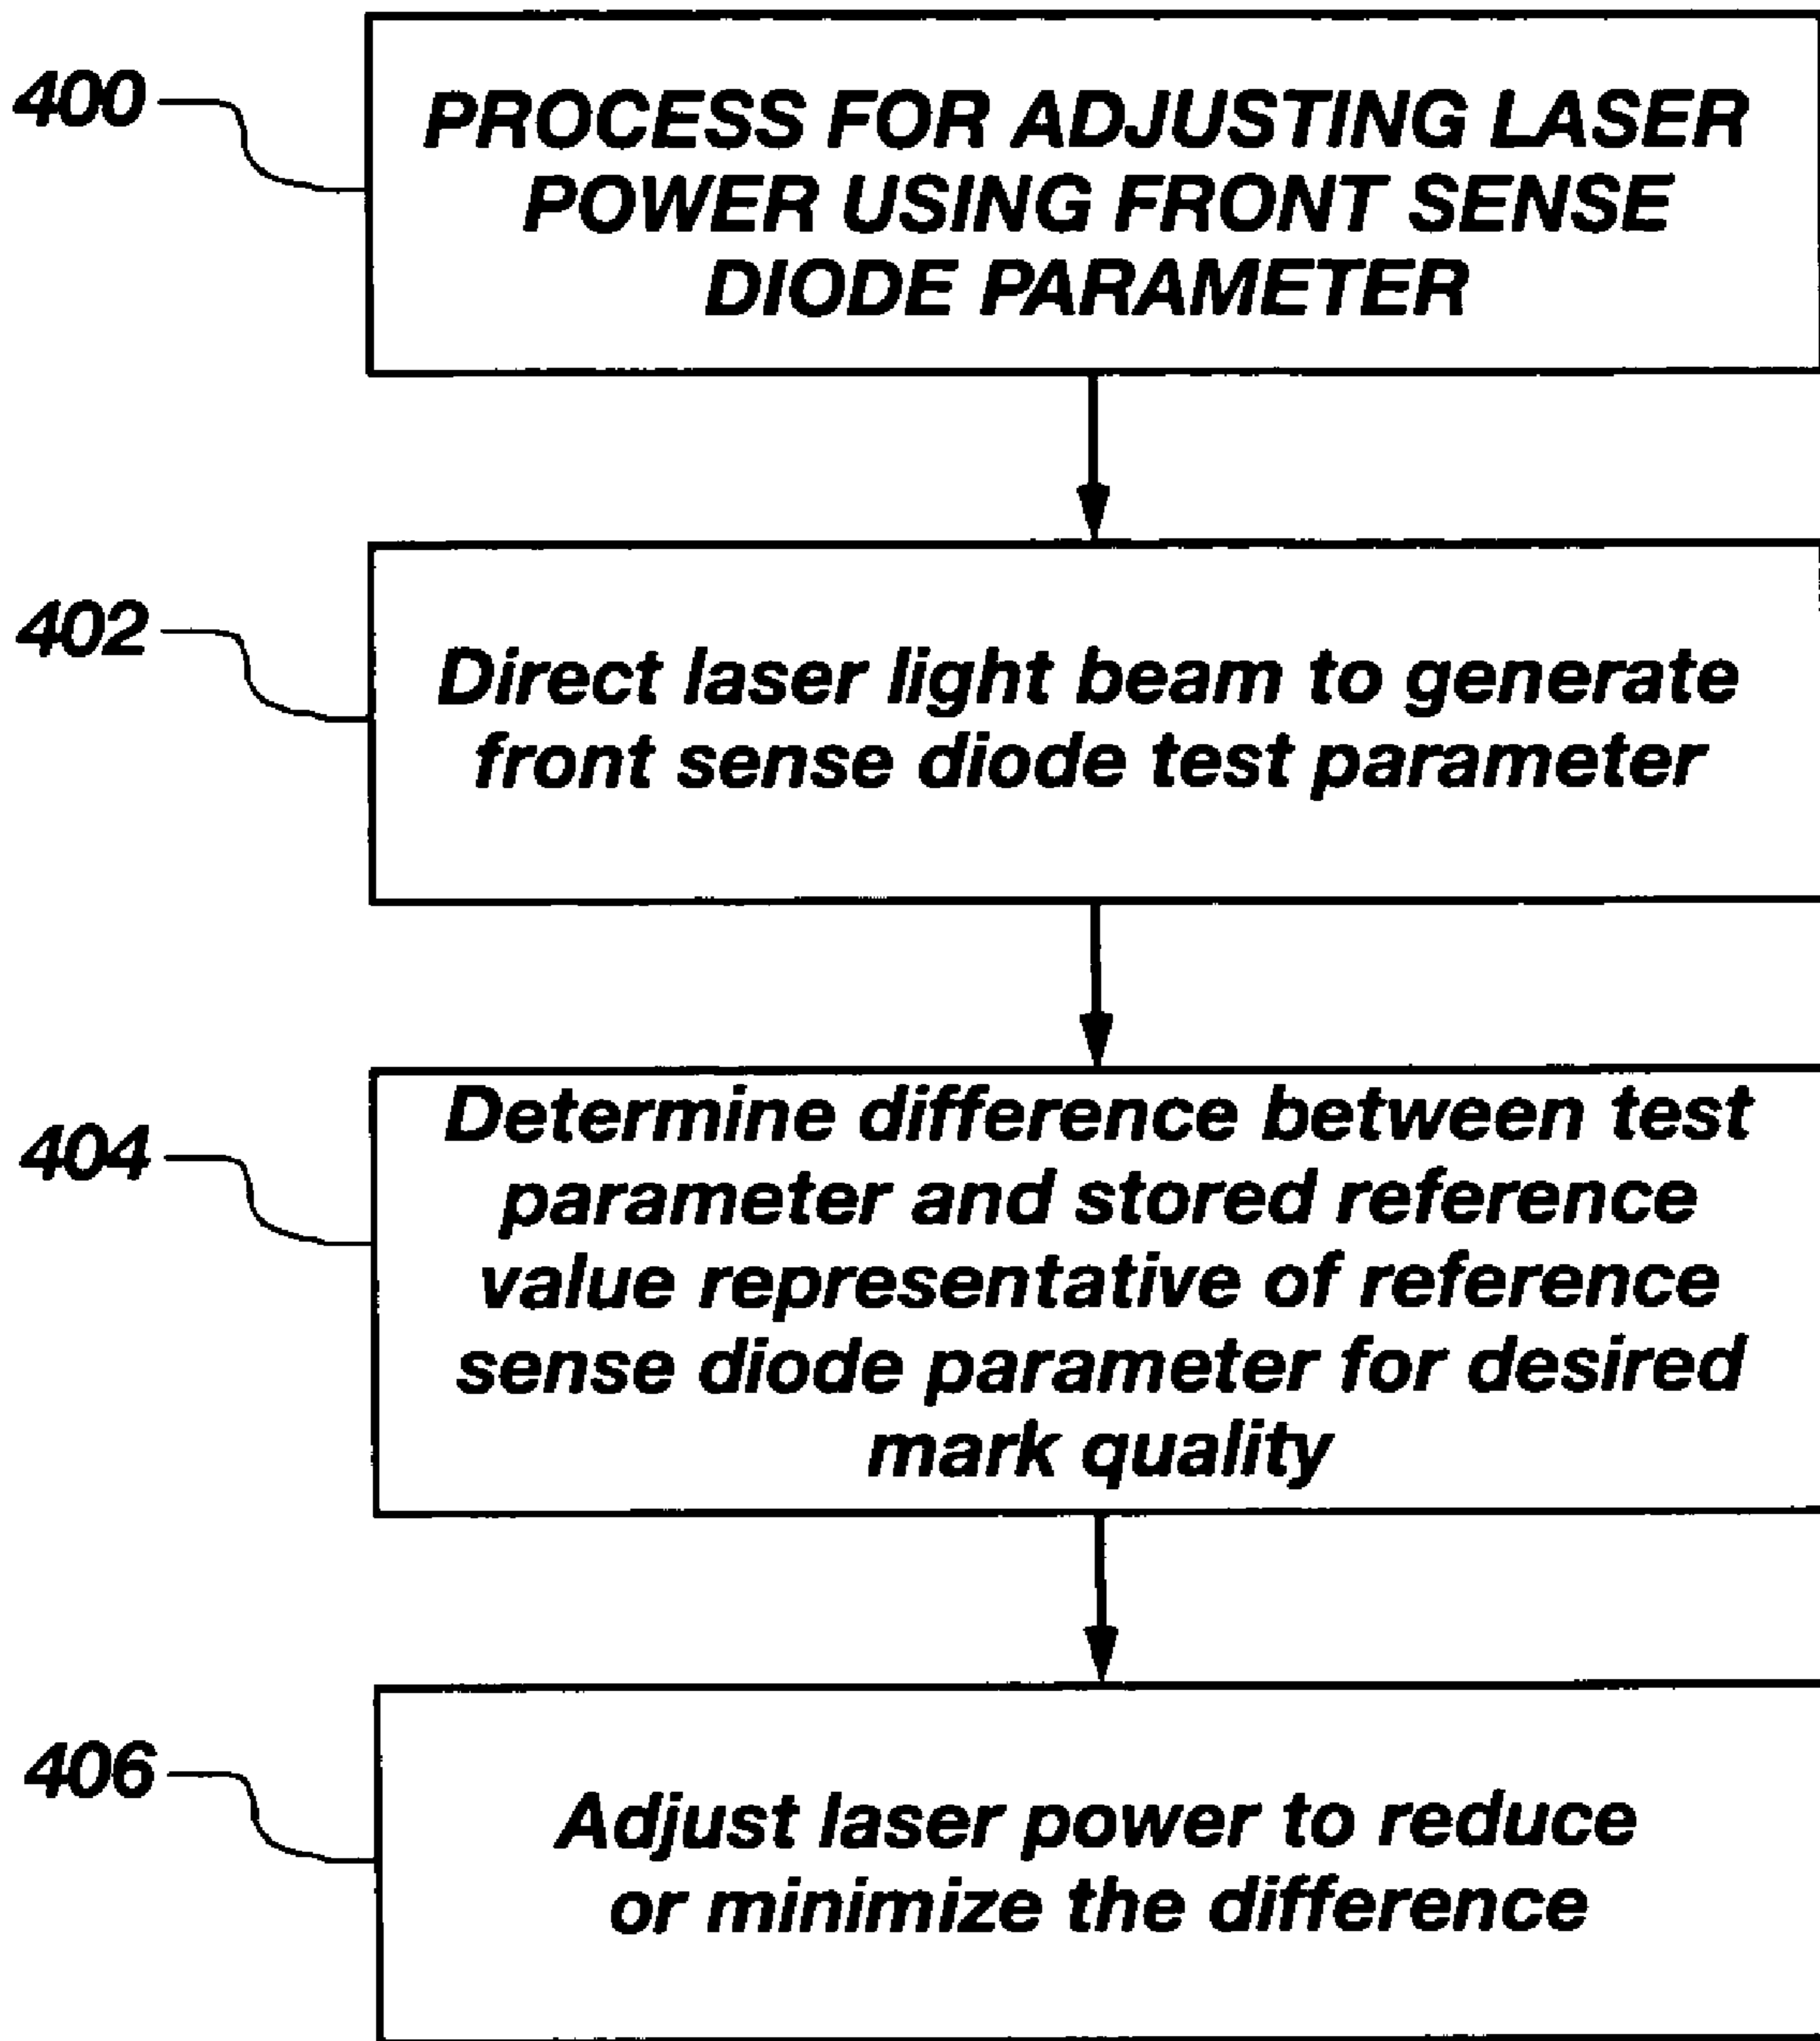 400
PROCESS FOR ADJUSTING LASER
POWER USING FRONT SENSE
DIODE PARAMETER
402
Direct laser light beam to generate
front sense diode test parameter
404
Determine difference between test
parameter and stored reference
value representative of reference
sense diode parameter for desired
mark quality
406
Adjust laser power to reduce
or minimize the difference